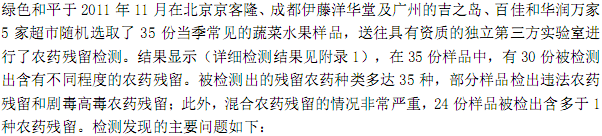 绿色和平于 2011 年 11 月在北京京客隆、成都伊藤洋华堂及广州的吉之岛、百佳和华润万家
5 家超市随机选取了 35 份当季常见的蔬菜水果样品，送往具有资质的独立第三方实验室进
行了农药残留检测。结果显示（详细检测结果见附录 1），在 35 份样品中，有 30 份被检测
出含有不同程度的农药残留。被检测出的残留农药种类多达 35 种，部分样品检出违法农药
残留和剧毒高毒农药残留；此外，混合农药残留的情况非常严重，24 份样品被检出含多于 1
种农药残留。检测发现的主要问题如下：